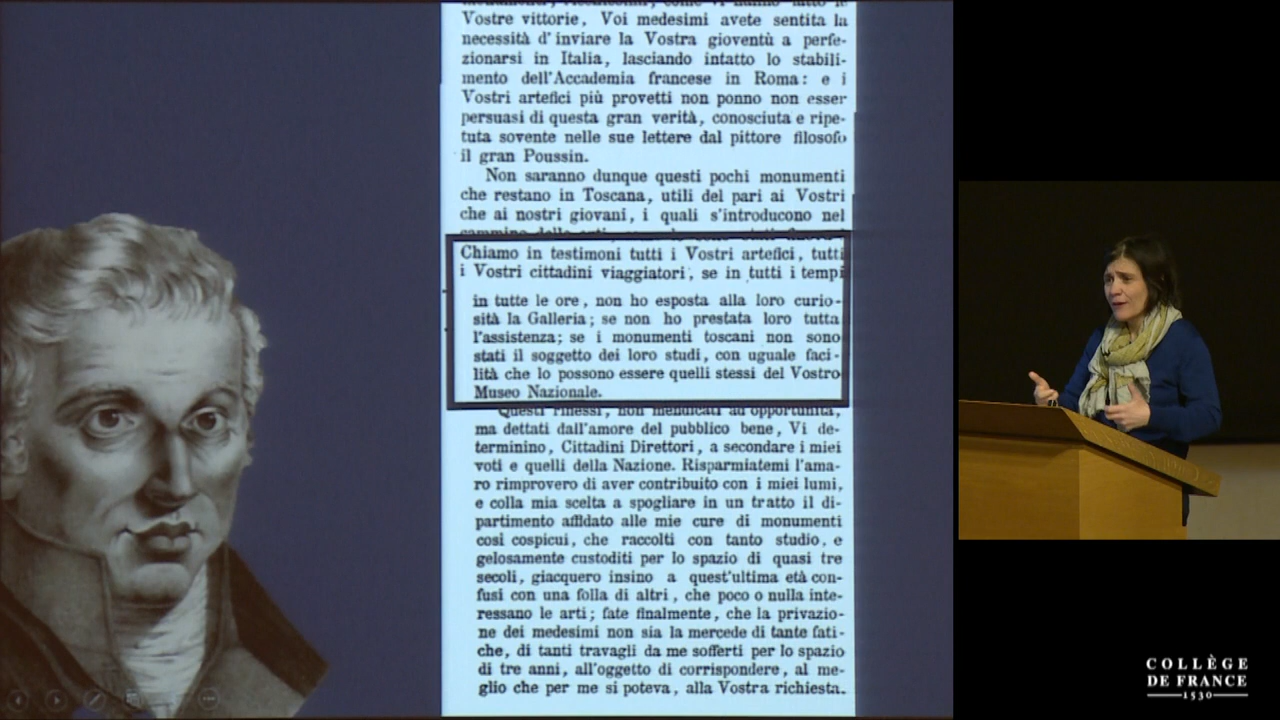 Vostre vittorie, Voi medesimi avete sentita la
necessità d'inviare la Vostra gioventù a perfe-
zionarsi in Italia, lasciando intatto lo stabili-
mento dell'Accademia francese in Roma: e i
Vostri artefici più provetti non ponno non esser
persuasi di questa gran verità, conosciuta e ripe-
tuta sovente nelle sue lettere dal pittore filosofo
il gran Poussin.
Non saranno dunque questi pochi monumenti
che restano in Toscana, utili del pari ai Vostri
che ai nostri giovani, i quali s'introducono nel
Chiamo in testimoni tutti i Vostri artefici, tutti
i Vostri cittadini viaggiatori, se in tutti i tempi
in tutte le ore, non ho esposta alla loro curio-
sità la Galleria; se non ho prestata loro tutta
l'assistenza; se i monumenti toscani non sono
stati il soggetto dei loro studi, con uguale faci-
lità che lo possono essere quelli stessi del Vostro
Museo Nazionale.
Questi riflessi, non mendicati ad opportunità,
ma dettati dall'amore del pubblico bene, Vi de-
terminino, Cittadini Direttori, a secondare i miei
voti e quelli della Nazione. Risparmiatemi l'ama-
ro rimprovero di aver contribuito con i miei lumi,
e colla mia scelta a spogliare in un tratto il di-
partimento affidato alle mie cure di monumenti
così cospicui, che raccolti con tanto studio, e
gelosamente custoditi per lo spazio di quasi tre
secoli, giacquero insino a quest'ultima età con-
fusi con una folla di altri, che poco o nulla inte-
ressano le arti; fate finalmente, che la privazio-
ne dei medesimi non sia la mercede di tante fati-
che, di tanti travagli da me sofferti per lo spazio
di tre anni, all'oggetto di corrispondere, al me-
glio che per me si poteva, alla Vostra richiesta.
COLLÈGE
DE FRANCE
1530